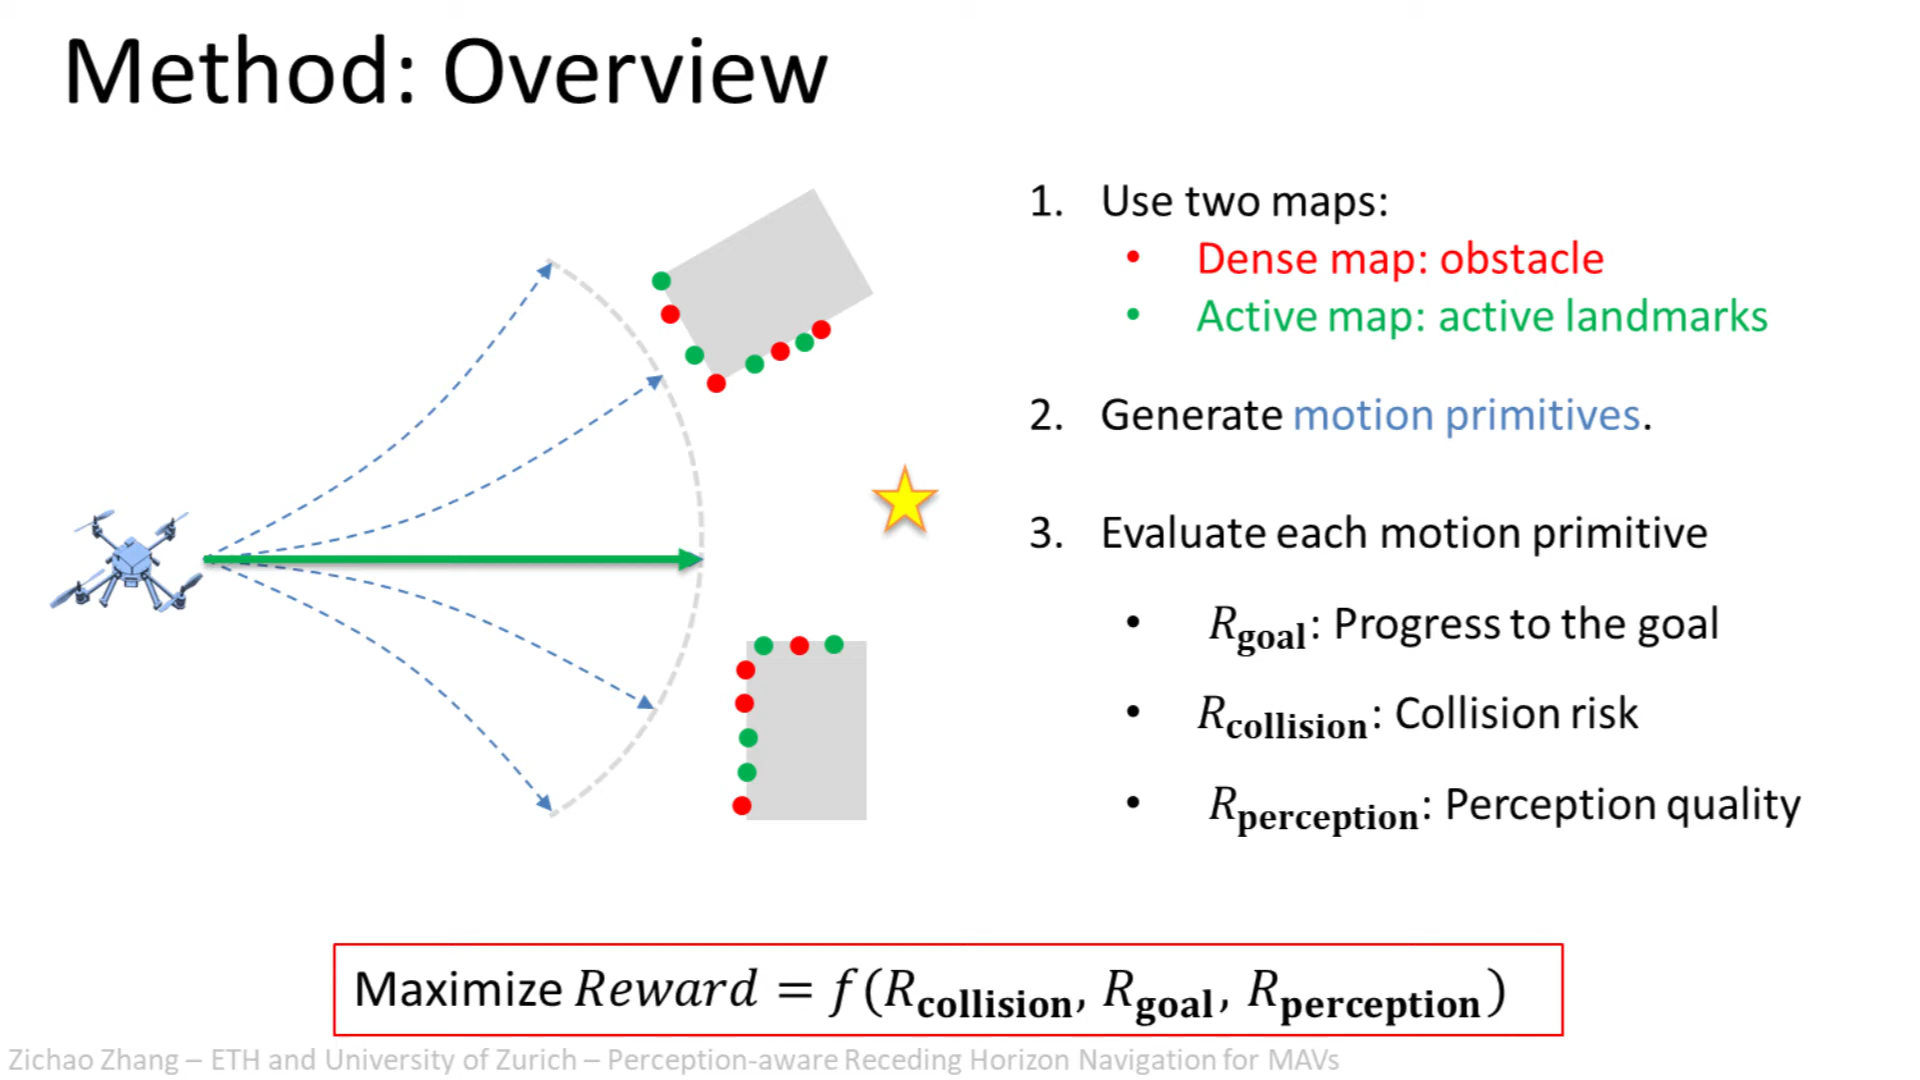 Method: Overview
1. Use two maps:
• Dense map: obstacle
• Active map: active landmarks
2. Generate motion primitives.
3. Evaluate each motion primitive
• R_goal: Progress to the goal
• R_collision: Collision risk
• R_perception: Perception quality
Maximize Reward = f(R_collision, R_goal, R_perception)
Zichao Zhang – ETH and University of Zurich – Perception-aware Receding Horizon Navigation for MAVs